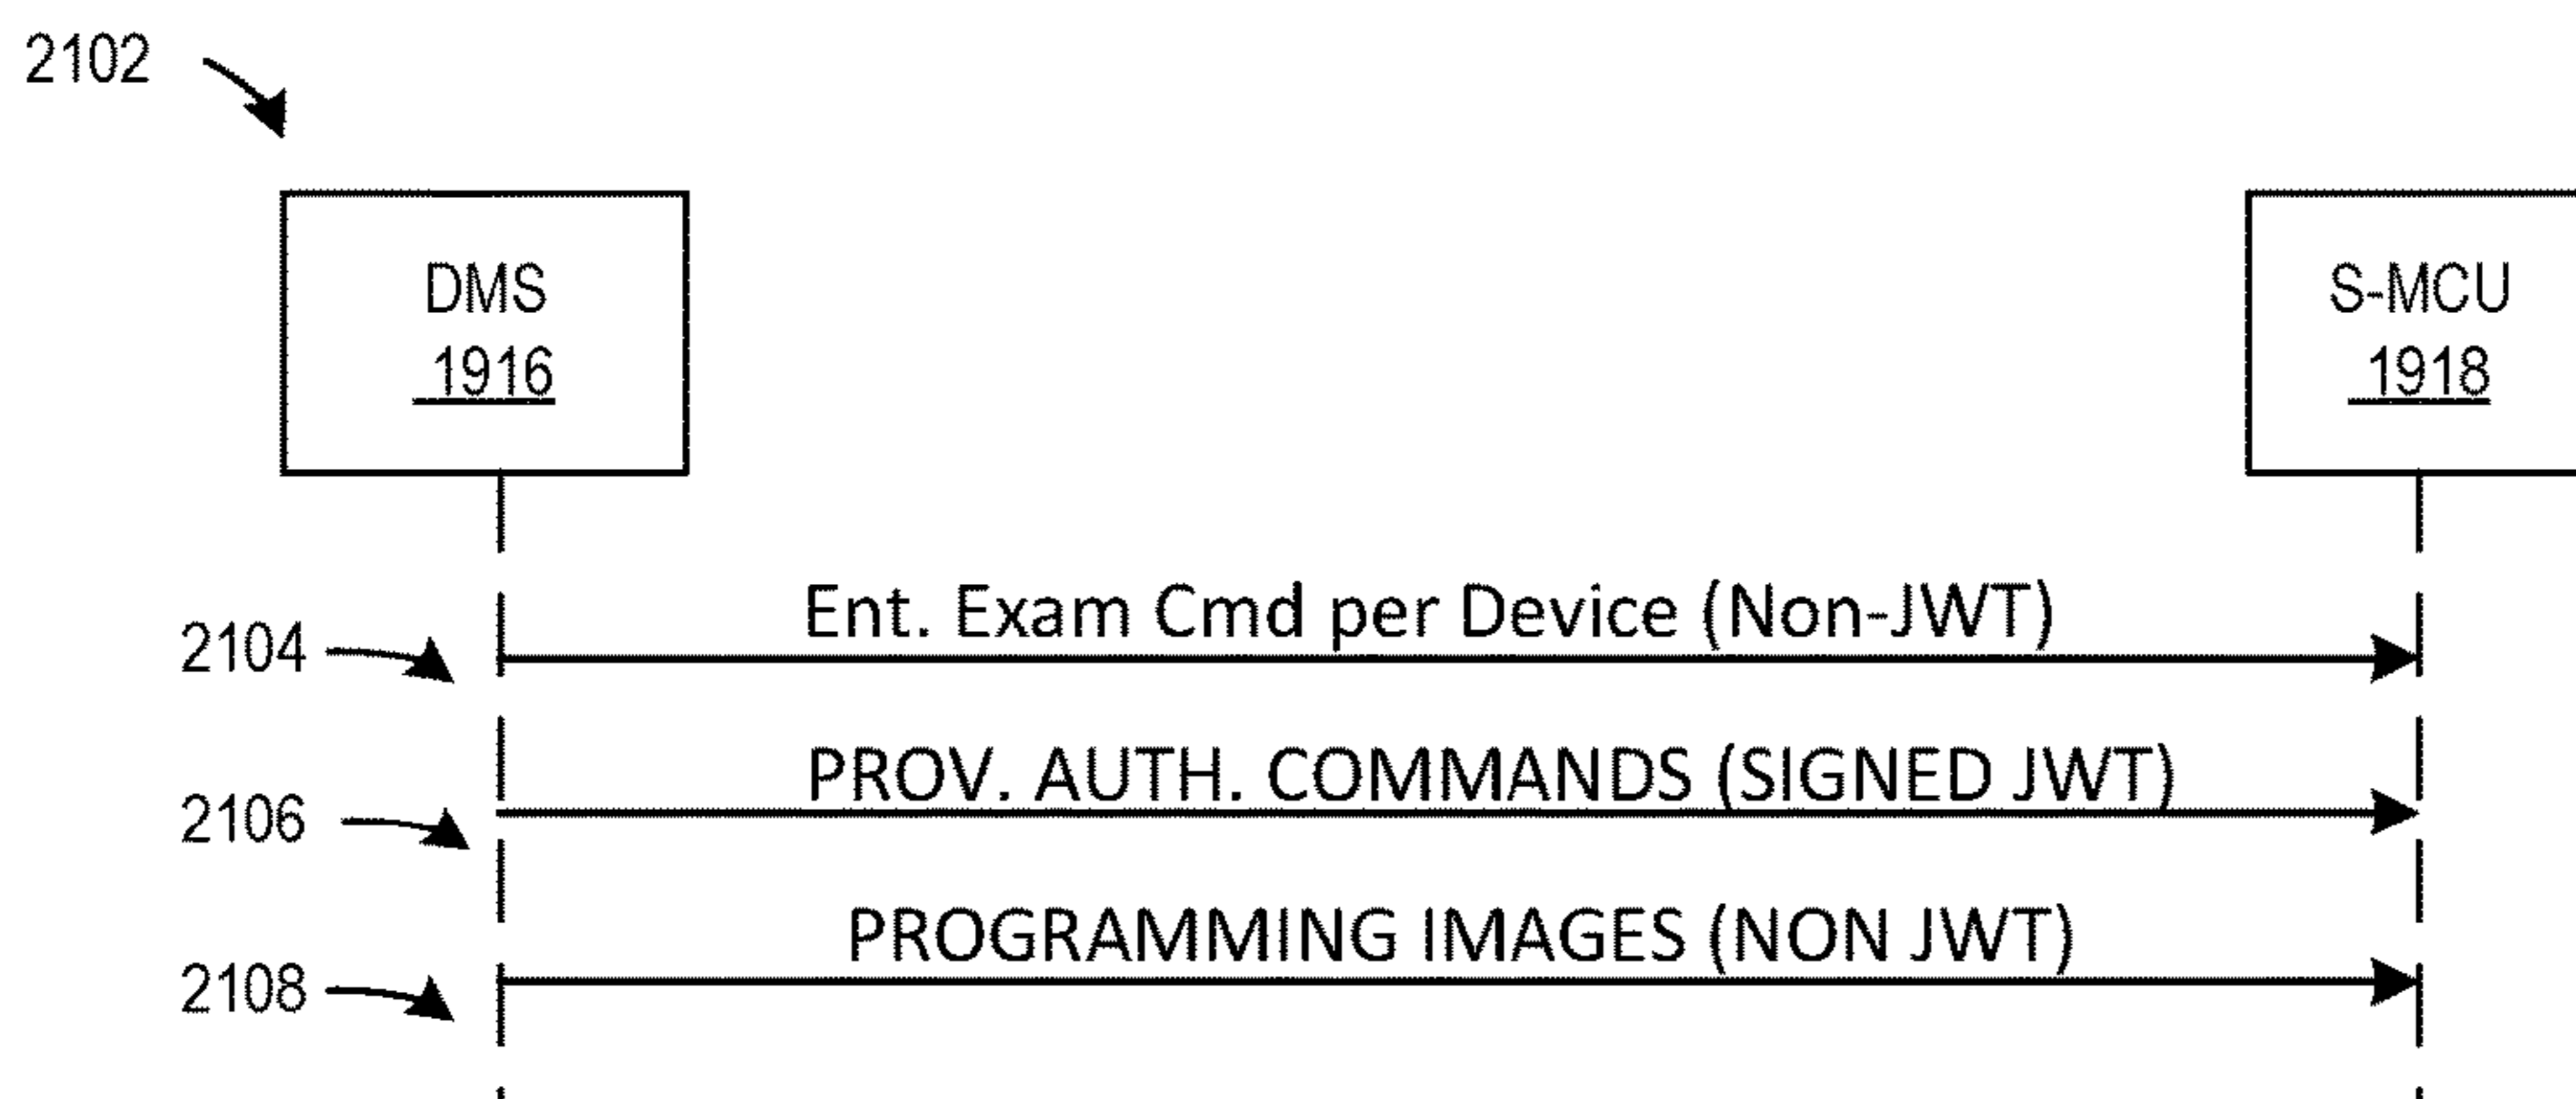 2102
DMS
1916
S-MCU
1918
2104
Ent. Exam Cmd per Device (Non-JWT)
2106
PROV. AUTH. COMMANDS (SIGNED JWT)
2108
PROGRAMMING IMAGES (NON JWT)